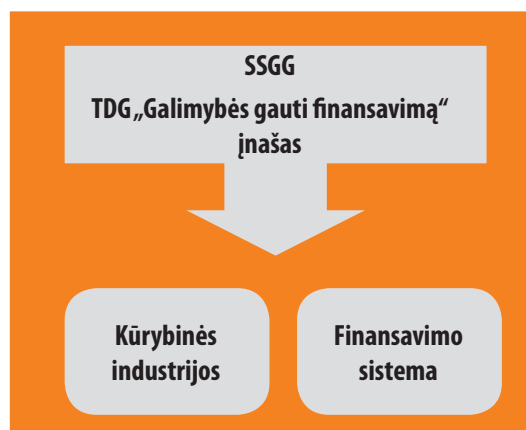 SSGG
TDG „Galimybės gauti finansavimą“
įnašas
Kūrybinės
industrijos
Finansavimo
sistema